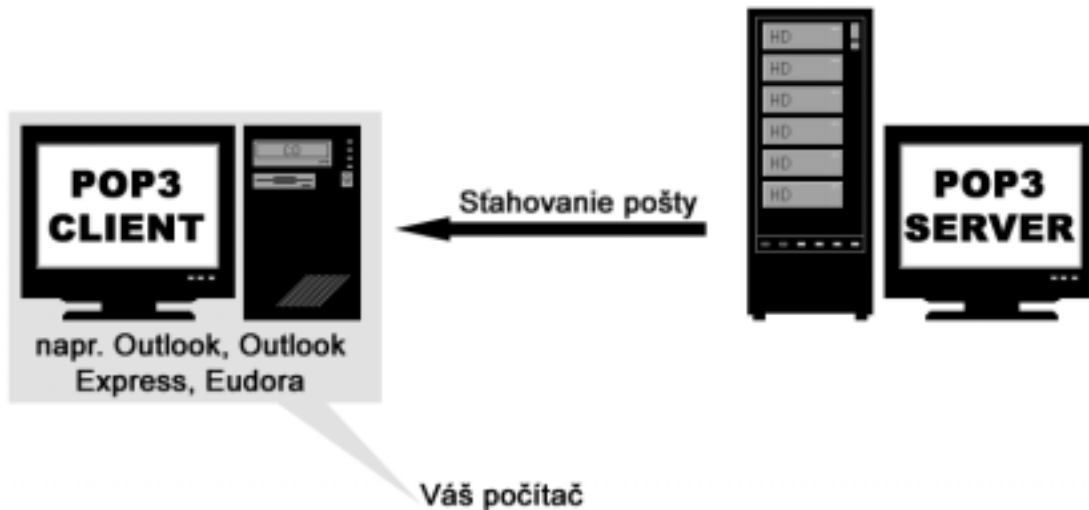 POP3
CLIENT
CD
napr. Outlook, Outlook
Express, Eudora
Váš počítač
Sťahovanie pošty
HD
HD
HD
HD
HD
HD
POP3
SERVER